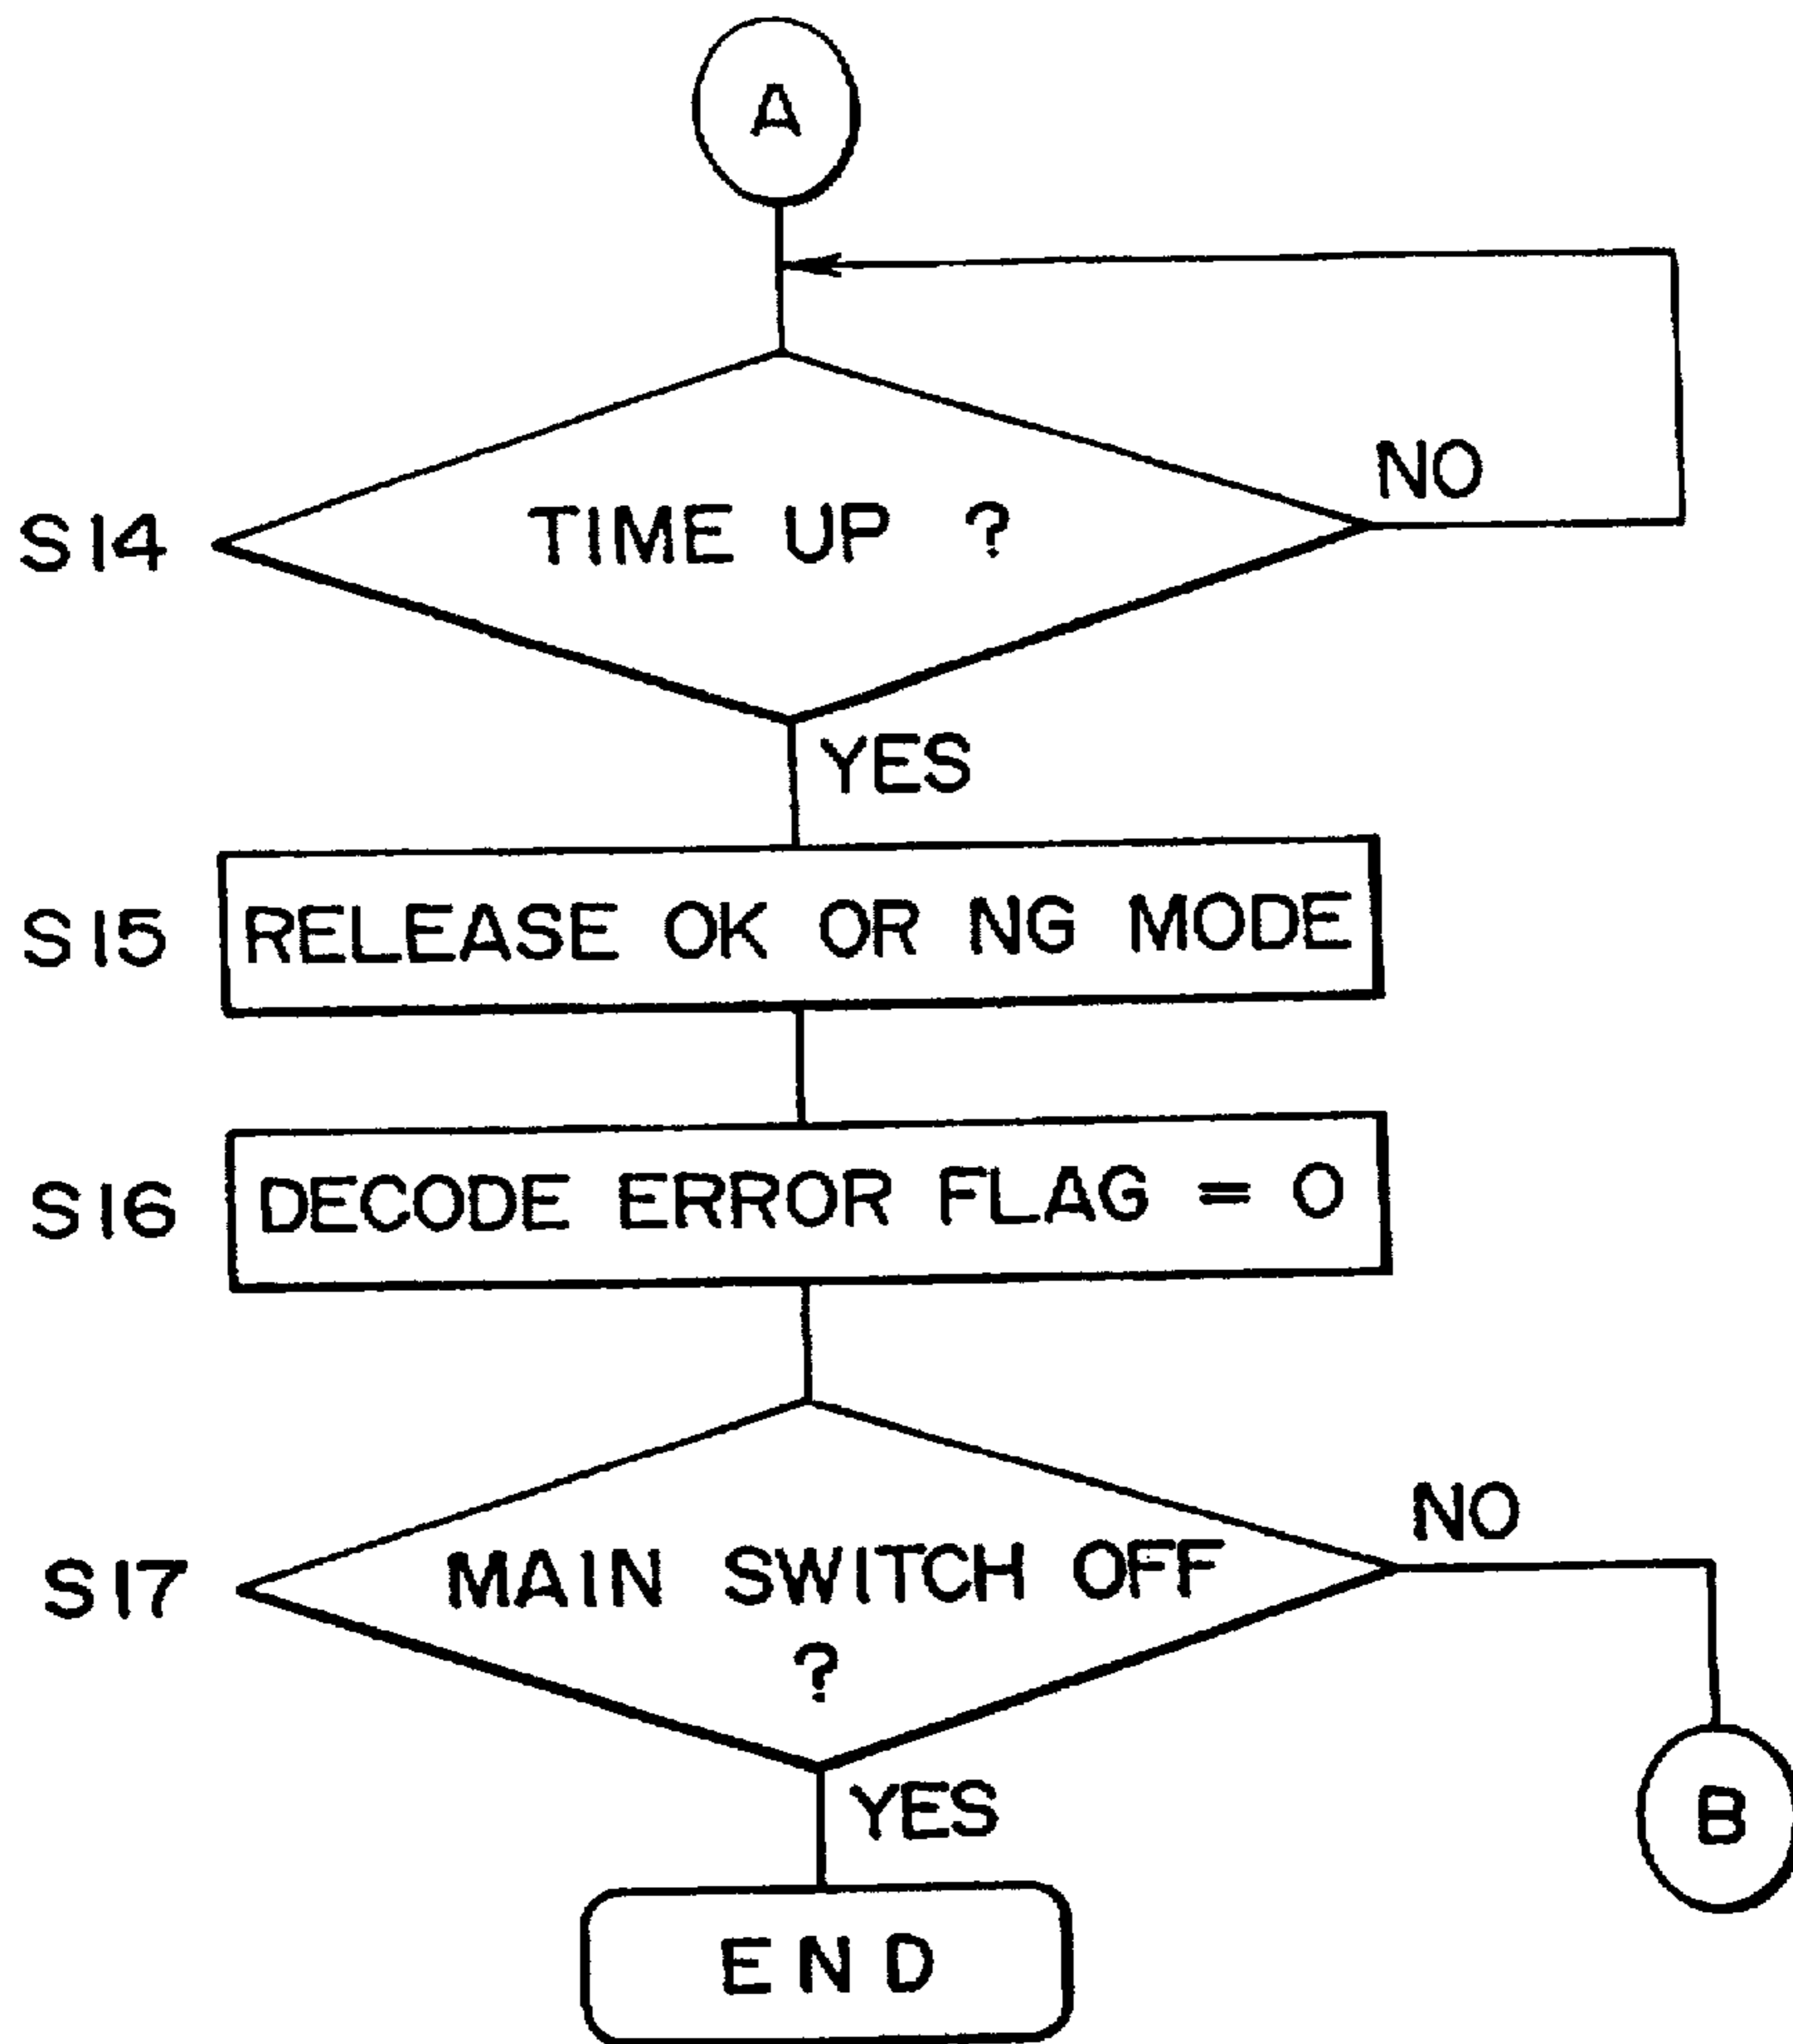 A
NO
S14
TIME UP ?
YES
S15
RELEASE OK OR NG MODE
S16
DECODE ERROR FLAG = 0
NO
S17
MAIN SWITCH OFF
?
YES
B
END